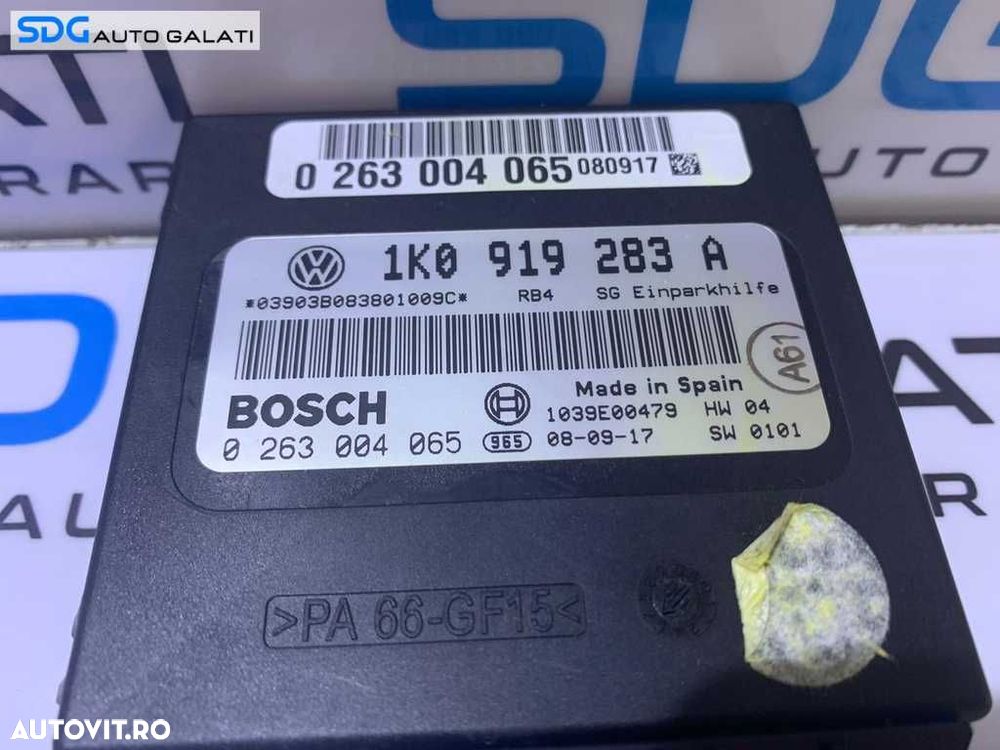 SDG AUTO GALATI
0 263 004 065 080917
1K0 919 283 A
*03903B083801009C* RB4 SG Einparkhilfe
A61
BOSCH
Made in Spain
1039E00479 HW 04
0 263 004 065 965 08-09-17 SW 0101
>PA 66-GF15<
AUTOVIT.RO